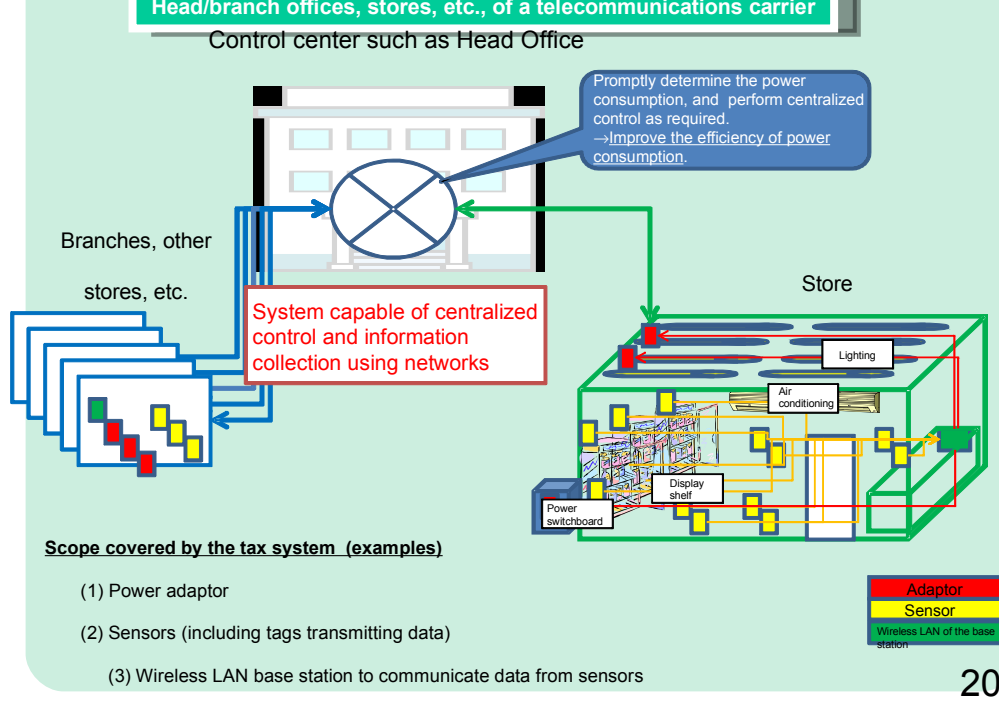 Head/branch offices, stores, etc., of a telecommunications carrier
Control center such as Head Office
Promptly determine the power
consumption, and perform centralized
control as required.
→Improve the efficiency of power
consumption.
Branches, other
stores, etc.
System capable of centralized
control and information
collection using networks
Store
Lighting
Air
conditioning
Display
shelf
Power
switchboard
Scope covered by the tax system (examples)
(1) Power adaptor
(2) Sensors (including tags transmitting data)
(3) Wireless LAN base station to communicate data from sensors
Adaptor
Sensor
Wireless LAN of the base
station
20